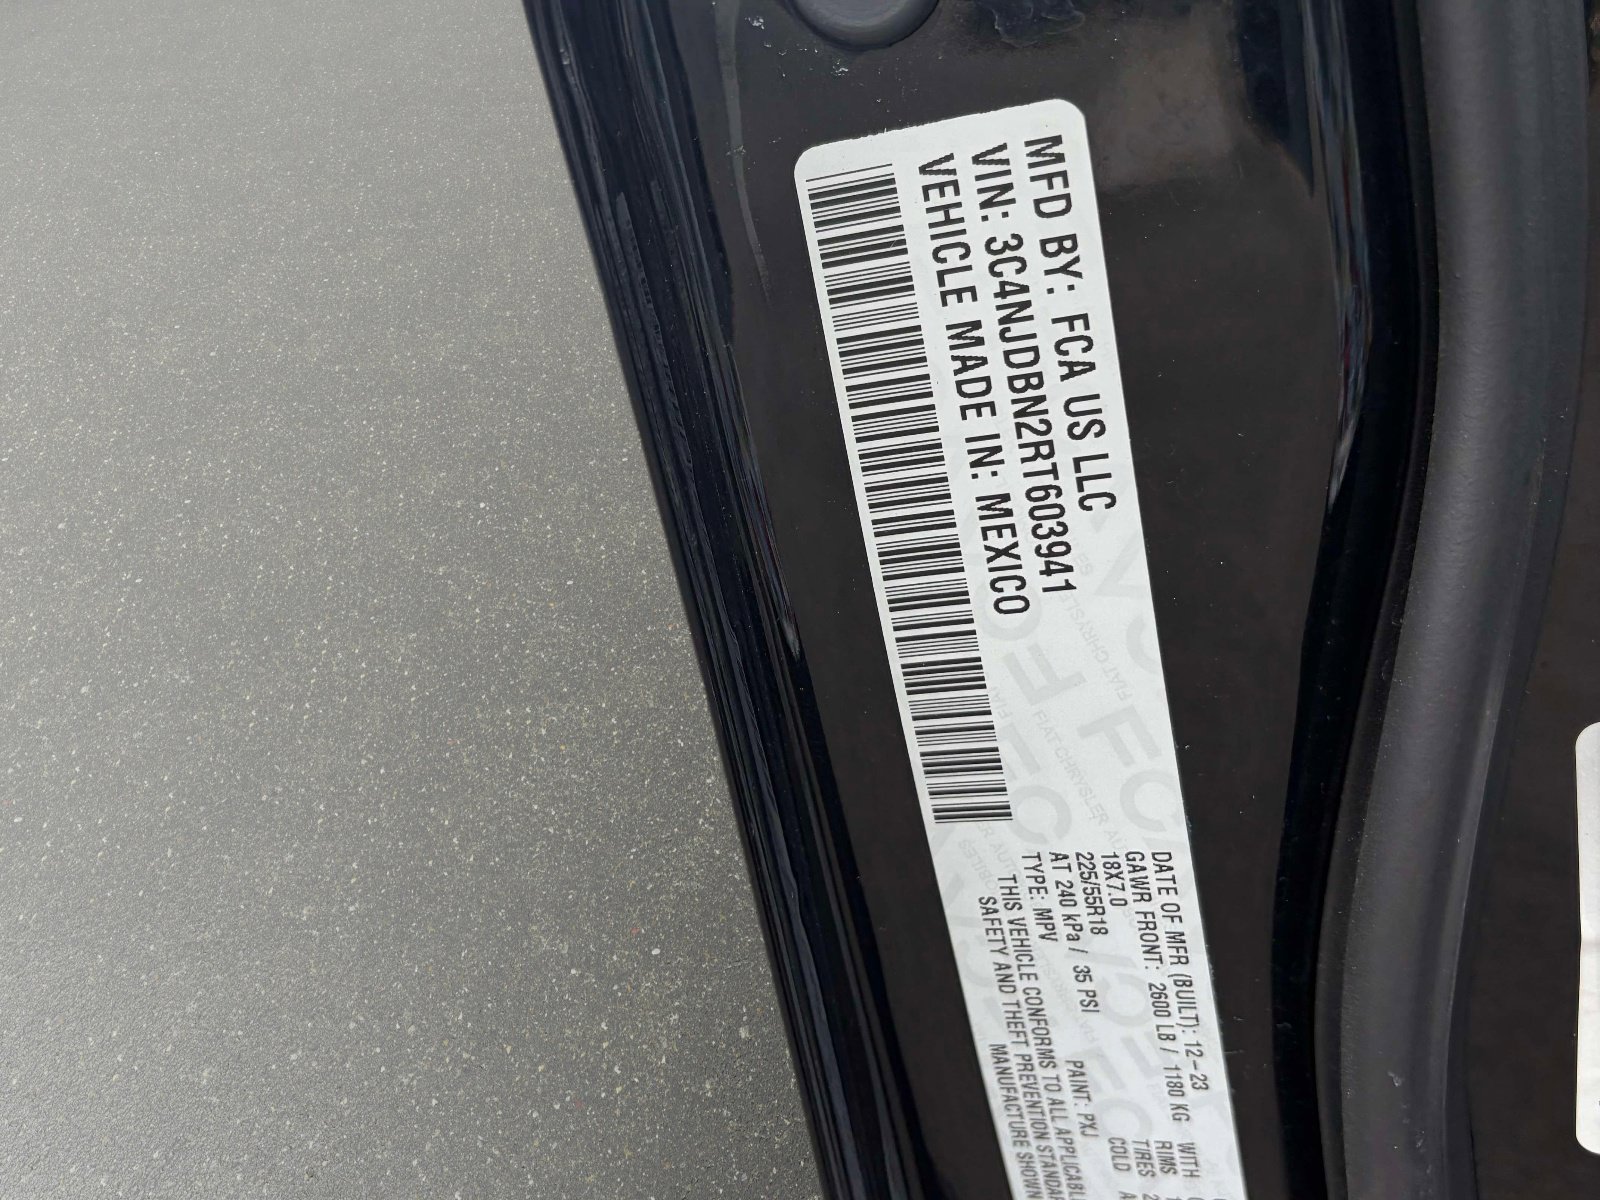 MFD BY: FCA US LLC
VIN: 3C4NJDBN2RT603941
VEHICLE MADE IN: MEXICO
DATE OF MFR (BUILT): 12-23
GAWR FRONT: 2600 LB / 1180 KG WITH
18X7.0 RIMS
225/55R18 TIRES
AT 240 kPa / 35 PSI COLD
TYPE: MPV PAINT: PXJ
THIS VEHICLE CONFORMS TO ALL
SAFETY AND THEFT PREVENTION
MANUFACTURE SHOWN
FIAT CHRYSLER